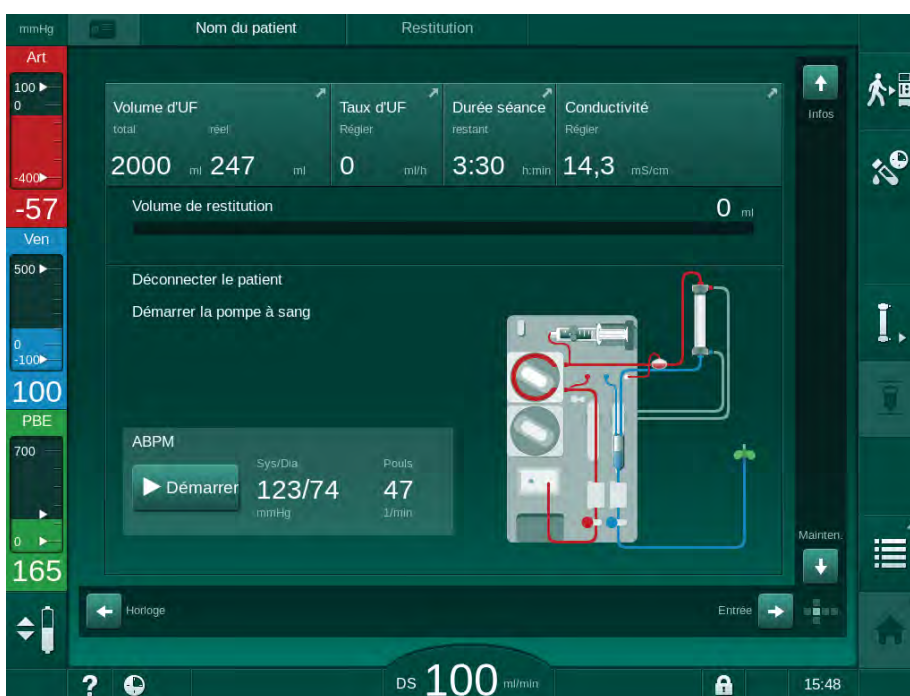 mmHg
Nom du patient
Restitution
Art
100
0
-400
-57
Ven
500
0
-100
100
PBE
700
0
165
Volume d'UF
total
réel
2000 ml 247 ml
Taux d'UF
Régler
0 ml/h
Durée séance
restant
3:30 h:min
Conductivité
Régler
14,3 mS/cm
Infos
Volume de restitution 0 ml
Déconnecter le patient
Démarrer la pompe à sang
ABPM
Démarrer
Sys/Dia
123/74
mmHg
Pouls
47
1/min
Mainten.
Horloge
Entrée
?
DS 100 ml/min
15:48